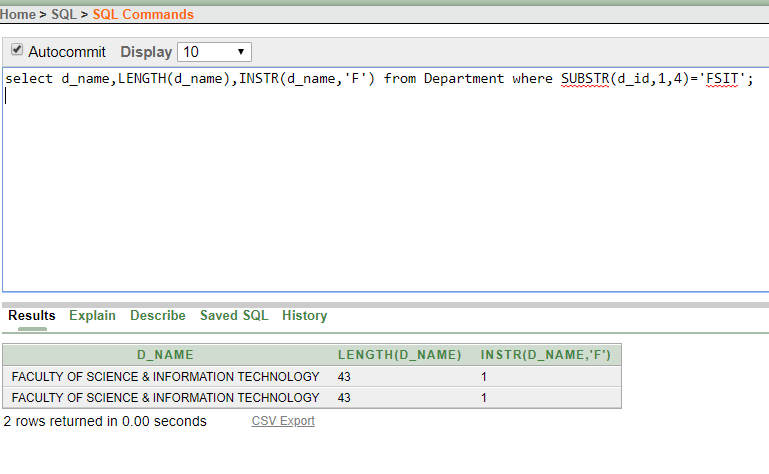 Home > SQL > SQL Commands
Autocommit Display 10
select d_name,LENGTH(d_name),INSTR(d_name,'F') from Department where SUBSTR(d_id,1,4)='FSIT';
Results Explain Describe Saved SQL History
D_NAME LENGTH(D_NAME) INSTR(D_NAME,'F')
FACULTY OF SCIENCE & INFORMATION TECHNOLOGY 43 1
FACULTY OF SCIENCE & INFORMATION TECHNOLOGY 43 1
2 rows returned in 0.00 seconds CSV Export